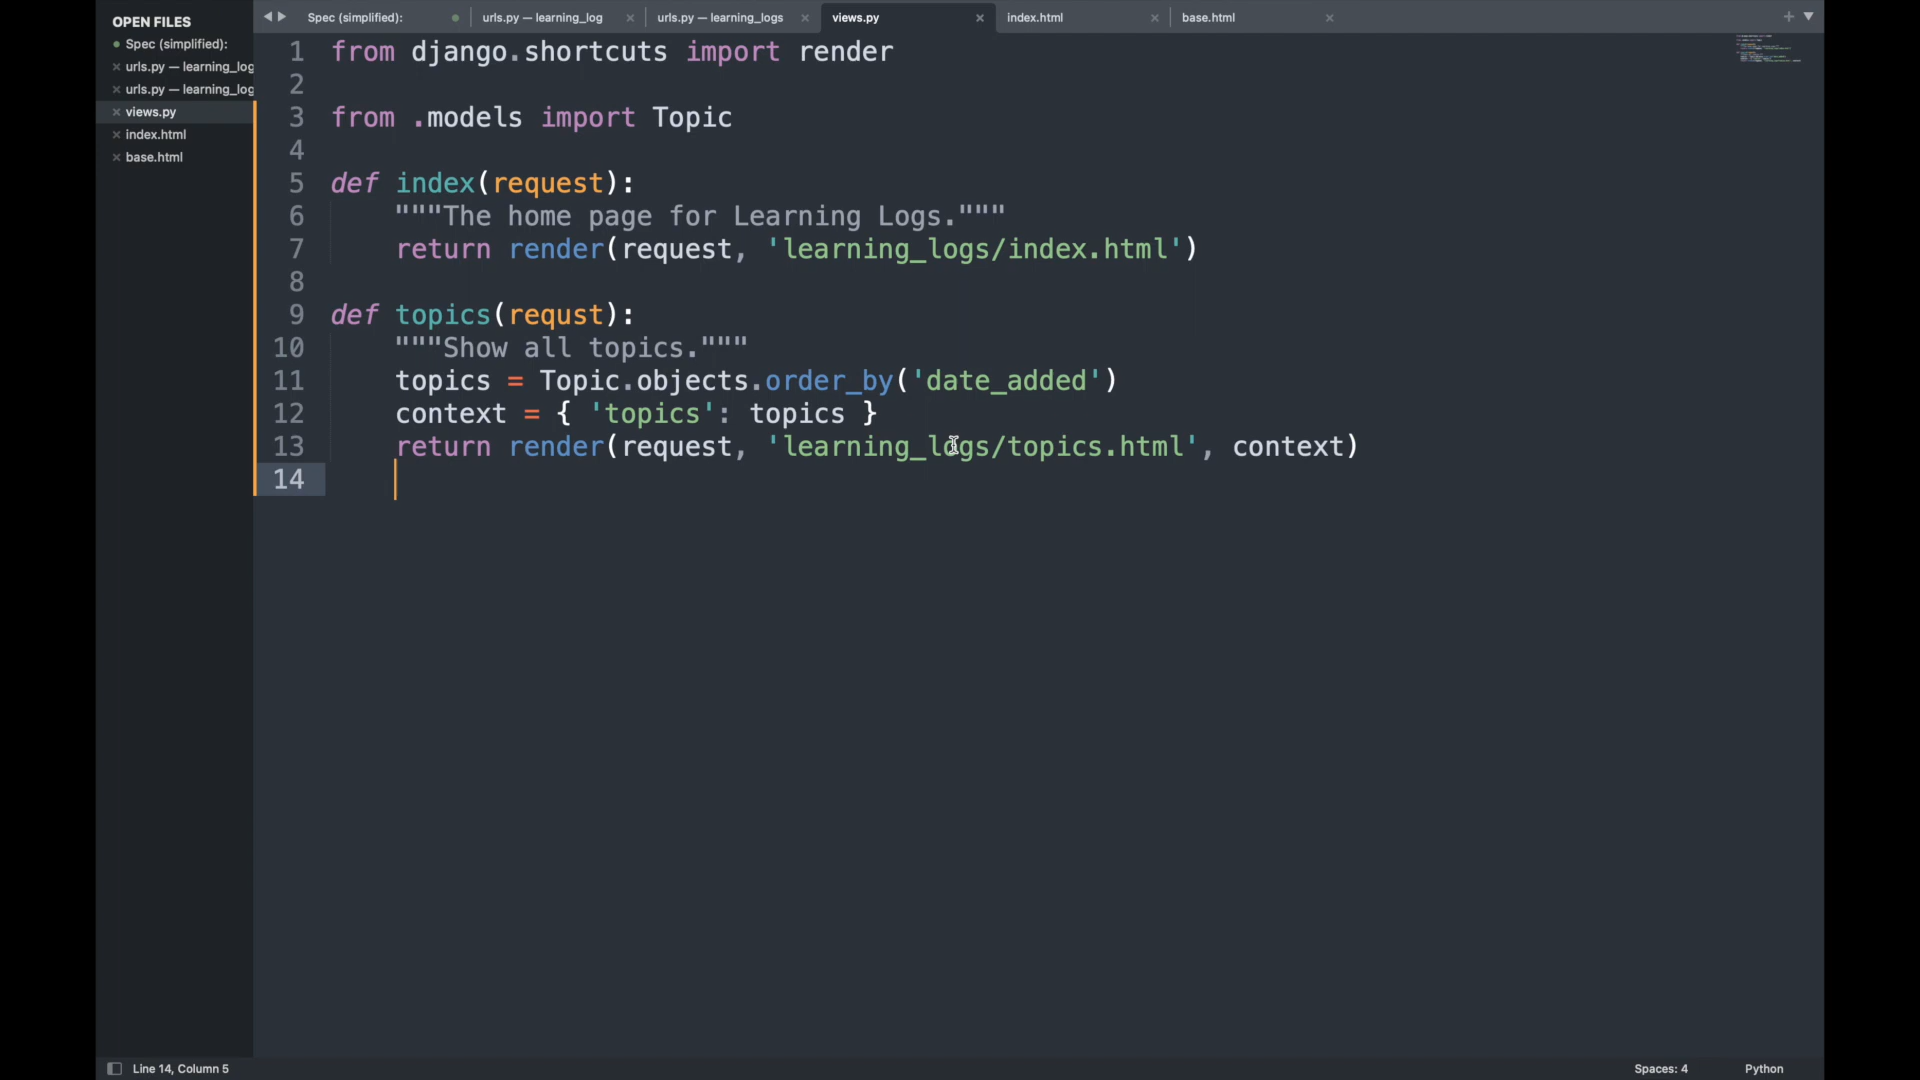 OPEN FILES
Spec (simplified):
urls.py — learning_log
urls.py — learning_log
views.py
index.html
base.html
Spec (simplified): urls.py — learning_log urls.py — learning_logs views.py index.html base.html
1 from django.shortcuts import render
2
3 from .models import Topic
4
5 def index(request):
6 """The home page for Learning Logs."""
7 return render(request, 'learning_logs/index.html')
8
9 def topics(requst):
10 """Show all topics."""
11 topics = Topic.objects.order_by('date_added')
12 context = { 'topics': topics }
13 return render(request, 'learning_logs/topics.html', context)
14
Line 14, Column 5 Spaces: 4 Python